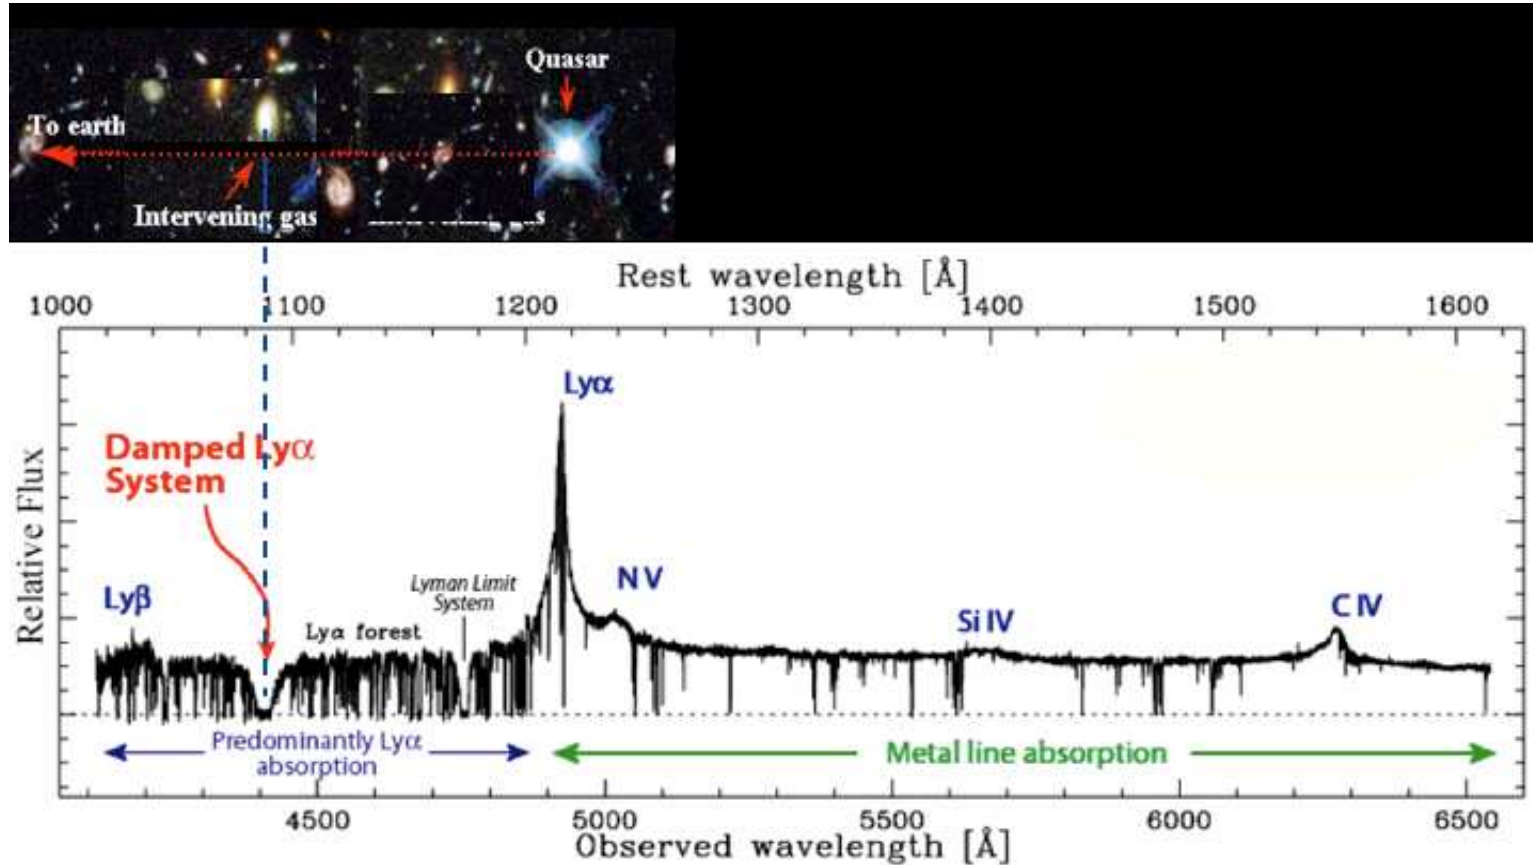 Quasar
To earth
Intervening gas
Rest wavelength [Å]
1000 1100 1200 1300 1400 1500 1600
Lyα
Damped Lyα
System
Relative Flux
Lyβ
Lyman Limit
System
N V
Lyα forest
Si IV
C IV
Predominantly Lyα
absorption
Metal line absorption
4500 5000 5500 6000 6500
Observed wavelength [Å]